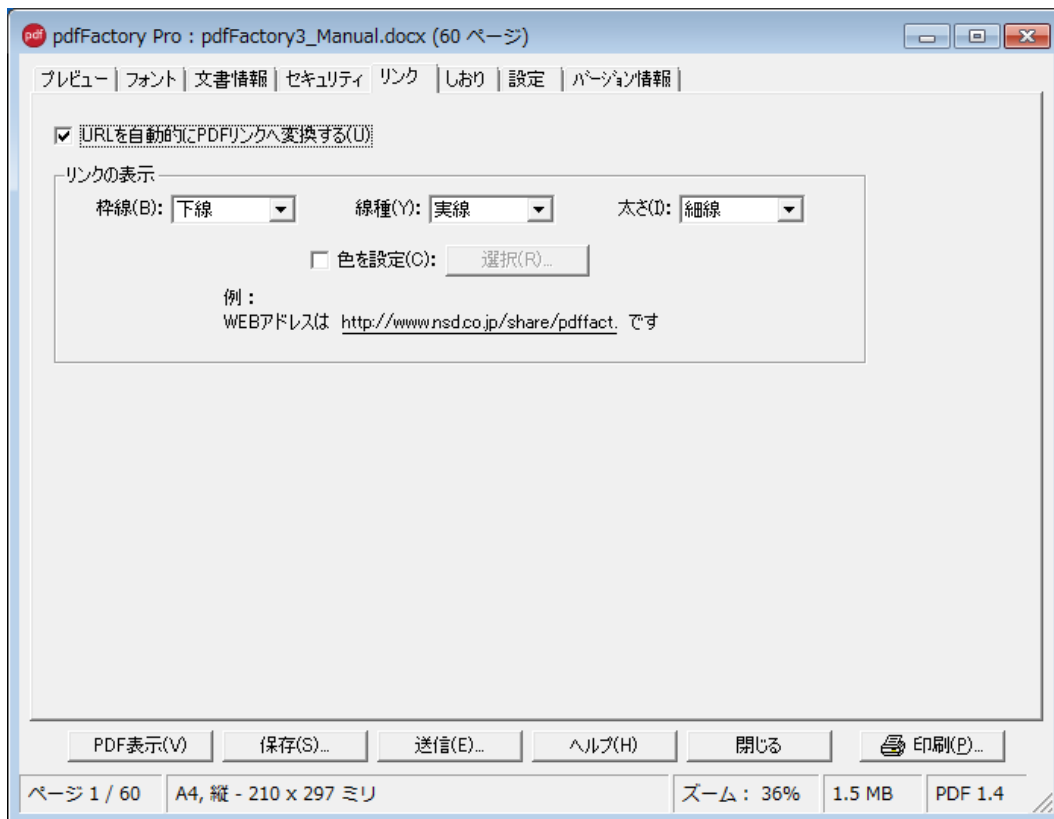 pdf pdfFactory Pro : pdfFactory3_Manual.docx (60 ページ)
プレビュー フォント 文書情報 セキュリティ リンク しおり 設定 バージョン情報
URLを自動的にPDFリンクへ変換する(U)
リンクの表示
枠線(B): 下線 線種(Y): 実線 太さ(I): 細線
色を設定(C): 選択(R)...
例：
WEBアドレスは http://www.nsd.co.jp/share/pdffact. です
PDF表示(V) 保存(S)... 送信(E)... ヘルプ(H) 閉じる 印刷(P)...
ページ 1 / 60 A4, 縦 - 210 x 297 ミリ ズーム： 36% 1.5 MB PDF 1.4